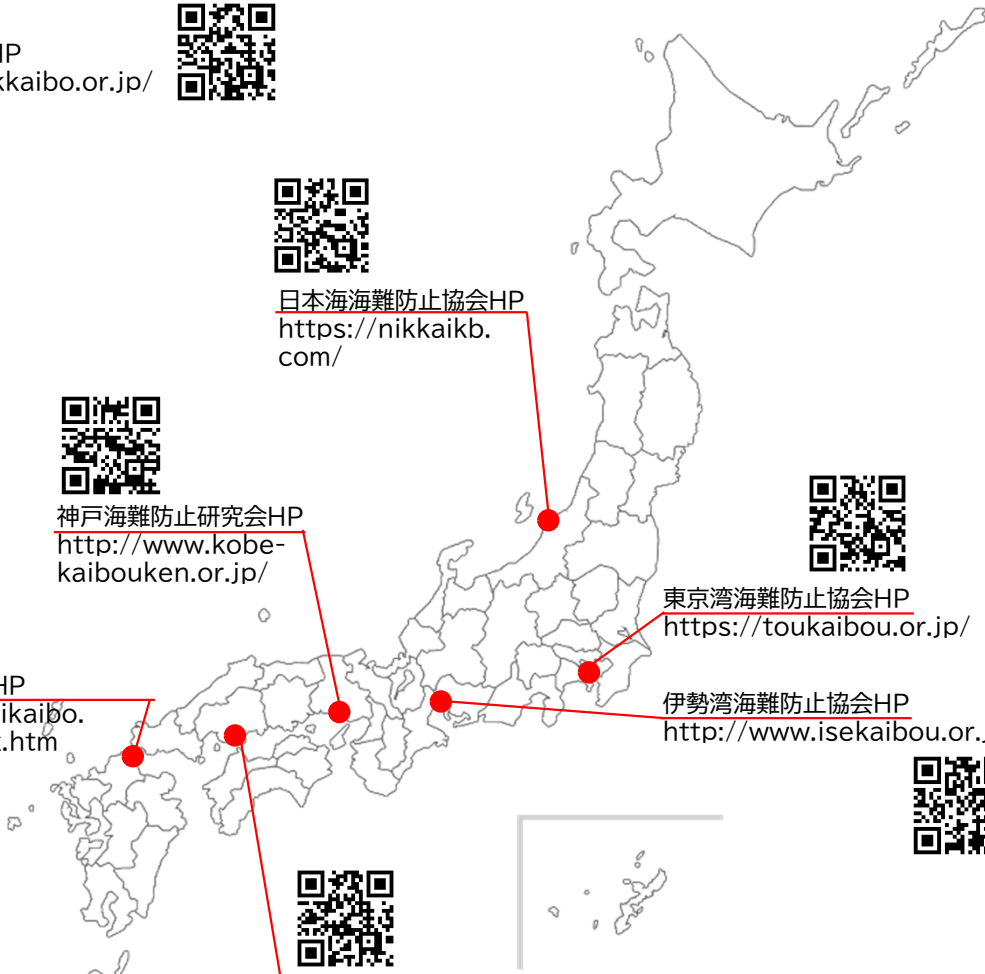 HP
kkaibo.or.jp/
日本海海難防止協会HP
https://nikkaikb.
com/
神戸海難防止研究会HP
http://www.kobe-
kaibouken.or.jp/
東京湾海難防止協会HP
https://toukaibou.or.jp/
HP
ikaibo.
.htm
伊勢湾海難防止協会HP
http://www.isekaibou.or.j